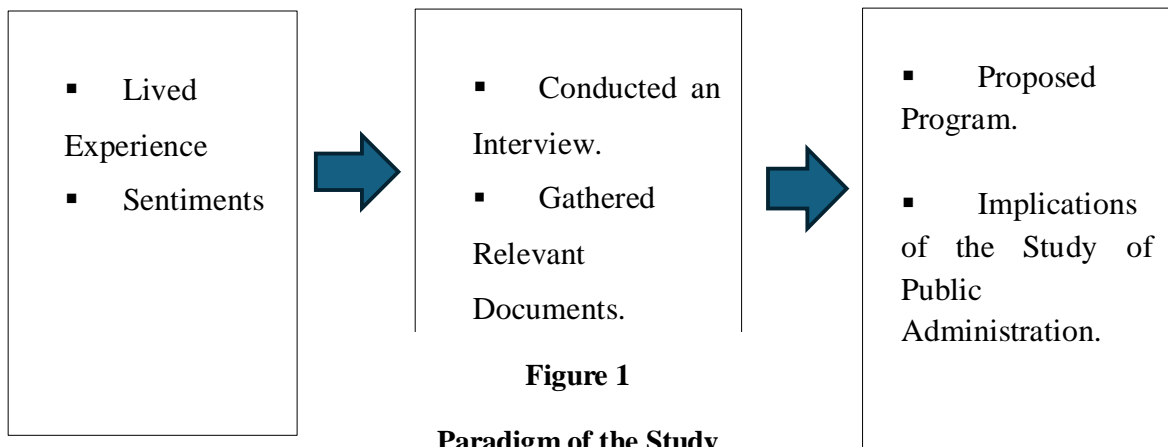 ▪ Lived
Experience
▪ Sentiments
▪ Conducted an
Interview.
▪ Gathered
Relevant
Documents.
▪ Proposed
Program.
▪ Implications
of the Study of
Public
Administration.
Figure 1
Paradigm of the Study